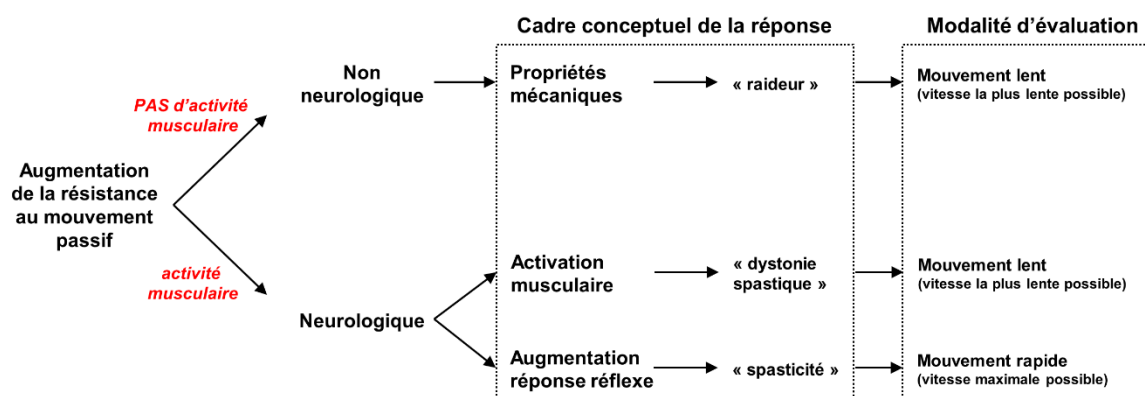 Cadre conceptuel de la réponse
Modalité d’évaluation
Non
neurologique
Propriétés
mécaniques
« raideur »
Mouvement lent
(vitesse la plus lente possible)
PAS d’activité
musculaire
Augmentation
de la résistance
au mouvement
passif
activité
musculaire
Neurologique
Activation
musculaire
« dystonie
spastique »
Mouvement lent
(vitesse la plus lente possible)
Augmentation
réponse réflexe
« spasticité »
Mouvement rapide
(vitesse maximale possible)